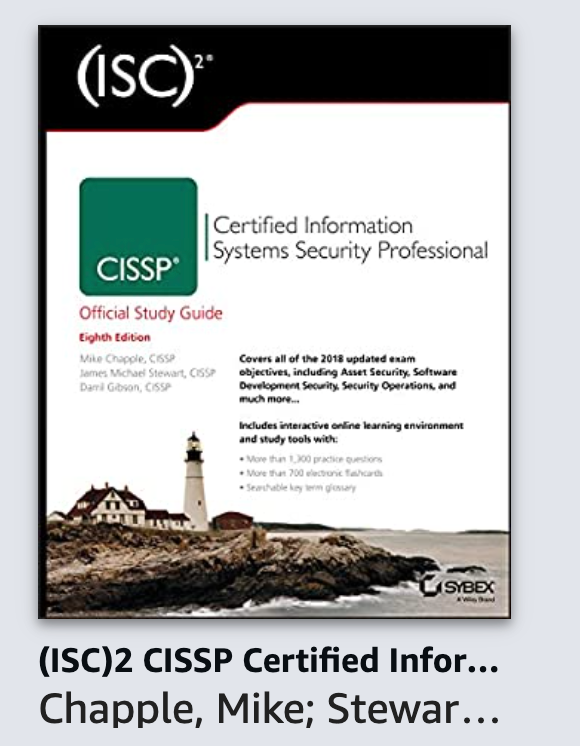 (ISC)²®
CISSP®
Certified Information
Systems Security Professional
Official Study Guide
Eighth Edition
Mike Chapple, CISSP
James Michael Stewart, CISSP
Darril Gibson, CISSP
Covers all of the 2018 updated exam
objectives, including Asset Security, Software
Development Security, Security Operations, and
much more...
Includes interactive online learning environment
and study tools with:
• More than 1,300 practice questions
• More than 700 electronic flashcards
• Searchable key term glossary
SYBEX
A Wiley Brand
(ISC)2 CISSP Certified Infor...
Chapple, Mike; Stewar...